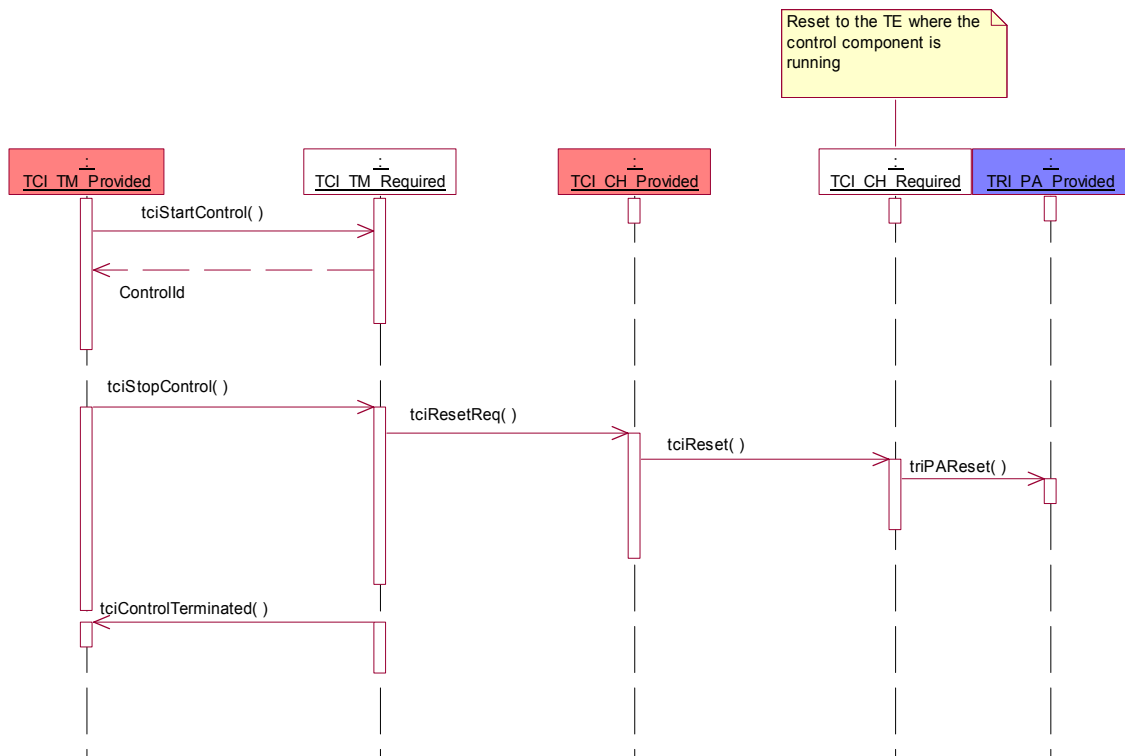 Reset to the TE where the
control component is
running
:
TCI_TM_Provided
:
TCI_TM_Required
:
TCI_CH_Provided
:
TCI_CH_Required
:
TRI_PA_Provided
tciStartControl( )
ControlId
tciStopControl( )
tciResetReq( )
tciReset( )
triPAReset( )
tciControlTerminated( )